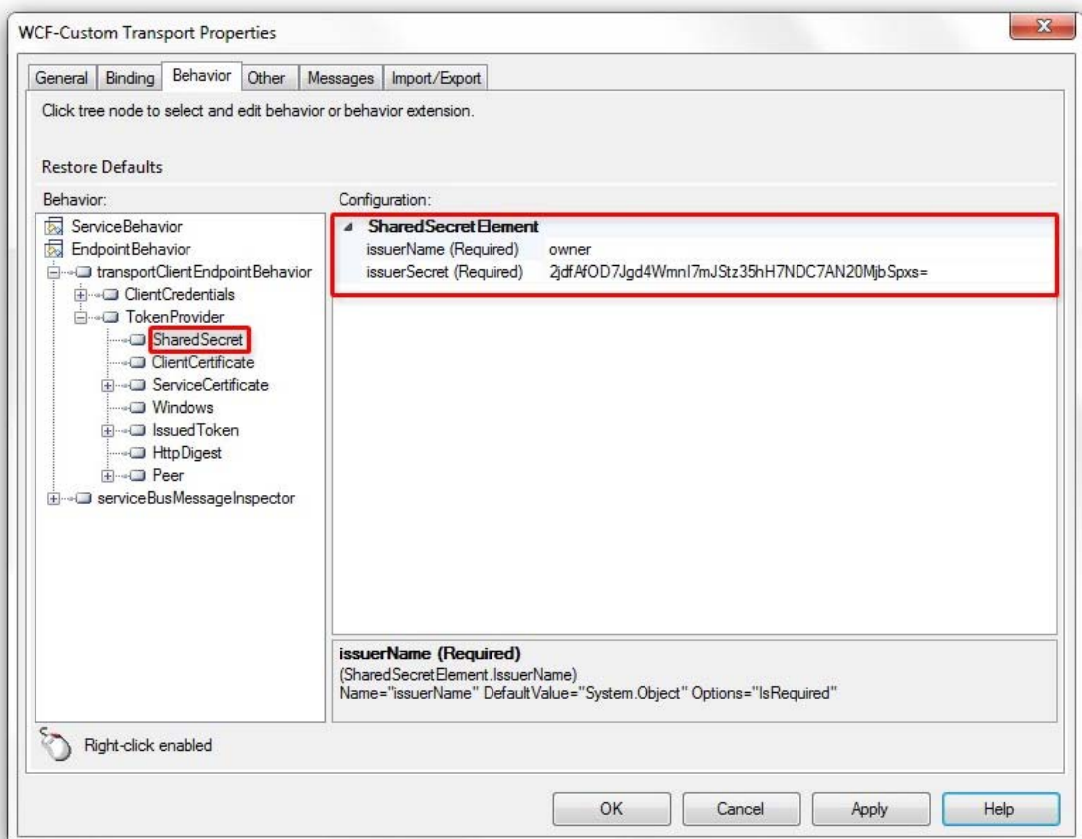 WCF-Custom Transport Properties
General Binding Behavior Other Messages Import/Export
Click tree node to select and edit behavior or behavior extension.
Restore Defaults
Behavior:
ServiceBehavior
EndpointBehavior
transportClientEndpointBehavior
ClientCredentials
TokenProvider
SharedSecret
ClientCertificate
ServiceCertificate
Windows
IssuedToken
HttpDigest
Peer
serviceBusMessageInspector
Configuration:
SharedSecretElement
issuerName (Required) owner
issuerSecret (Required) 2jdfAfOD7Jgd4WmnI7mJStz35hH7NDC7AN20MjbSpxs=
issuerName (Required)
(SharedSecretElement.IssuerName)
Name="issuerName" DefaultValue="System.Object" Options="IsRequired"
Right-click enabled
OK Cancel Apply Help